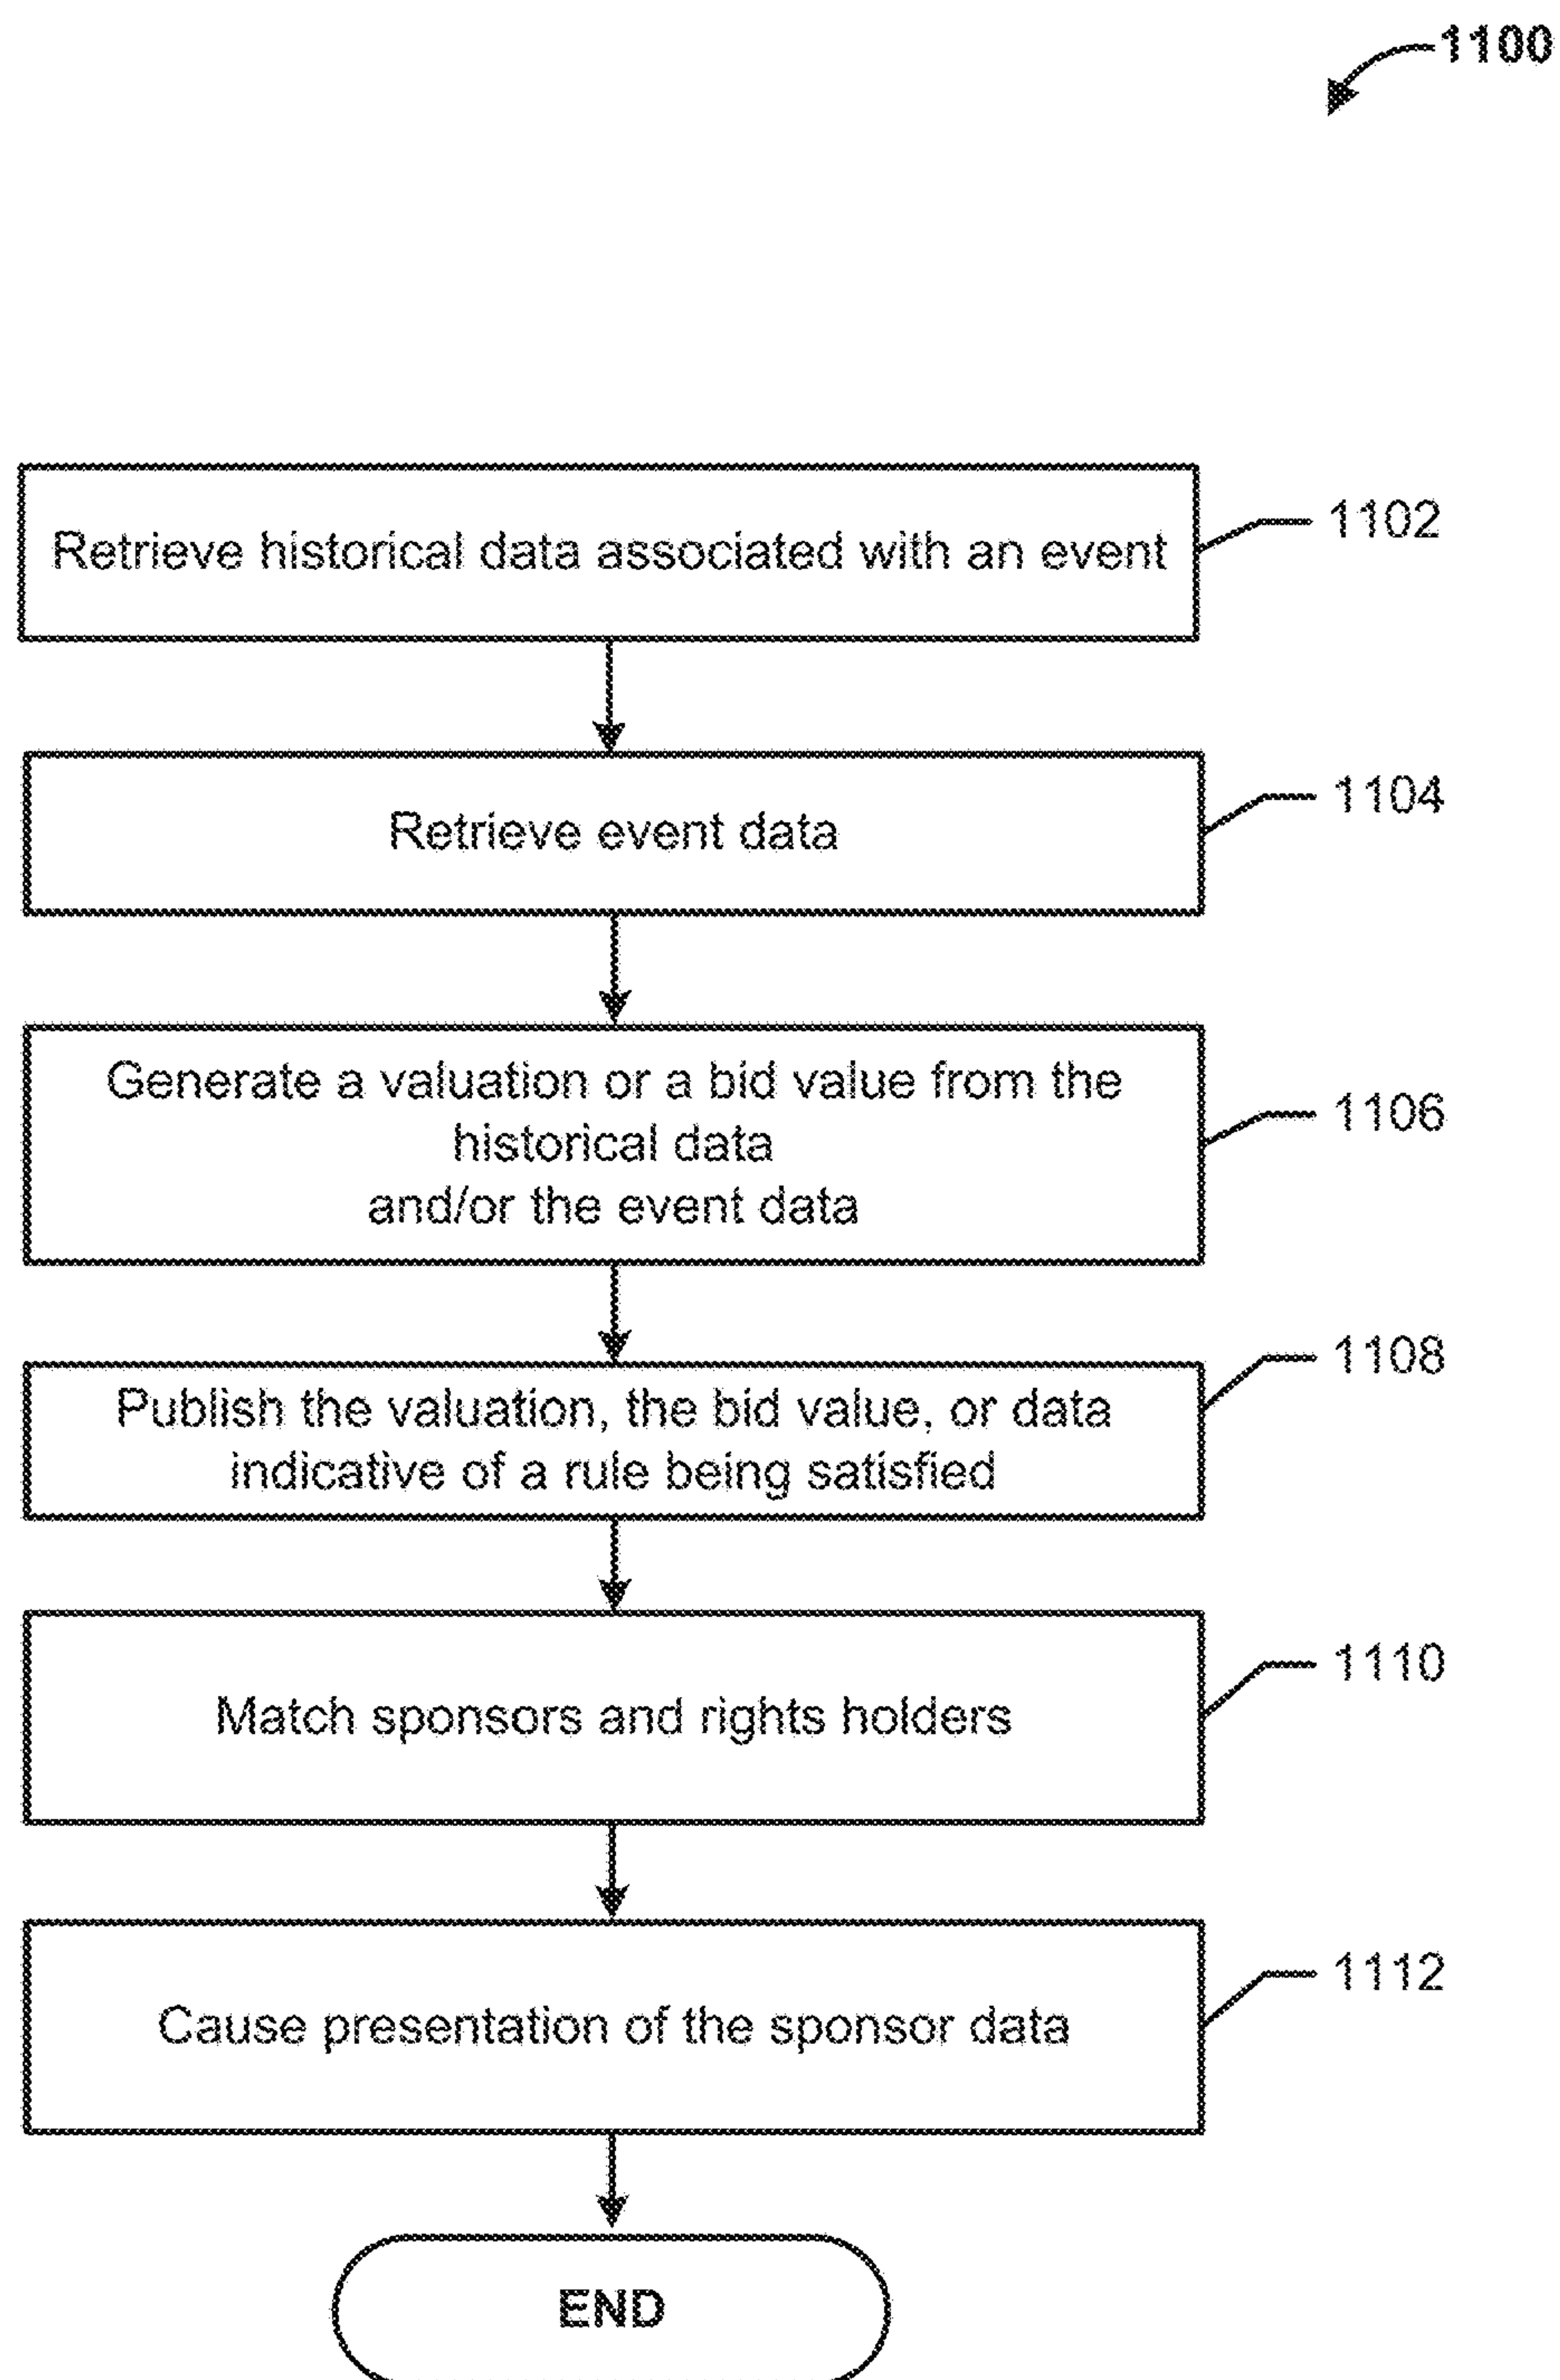 1100
Retrieve historical data associated with an event
1102
Retrieve event data
1104
Generate a valuation or a bid value from the
historical data
and/or the event data
1106
Publish the valuation, the bid value, or data
indicative of a rule being satisfied
1108
Match sponsors and rights holders
1110
Cause presentation of the sponsor data
1112
END